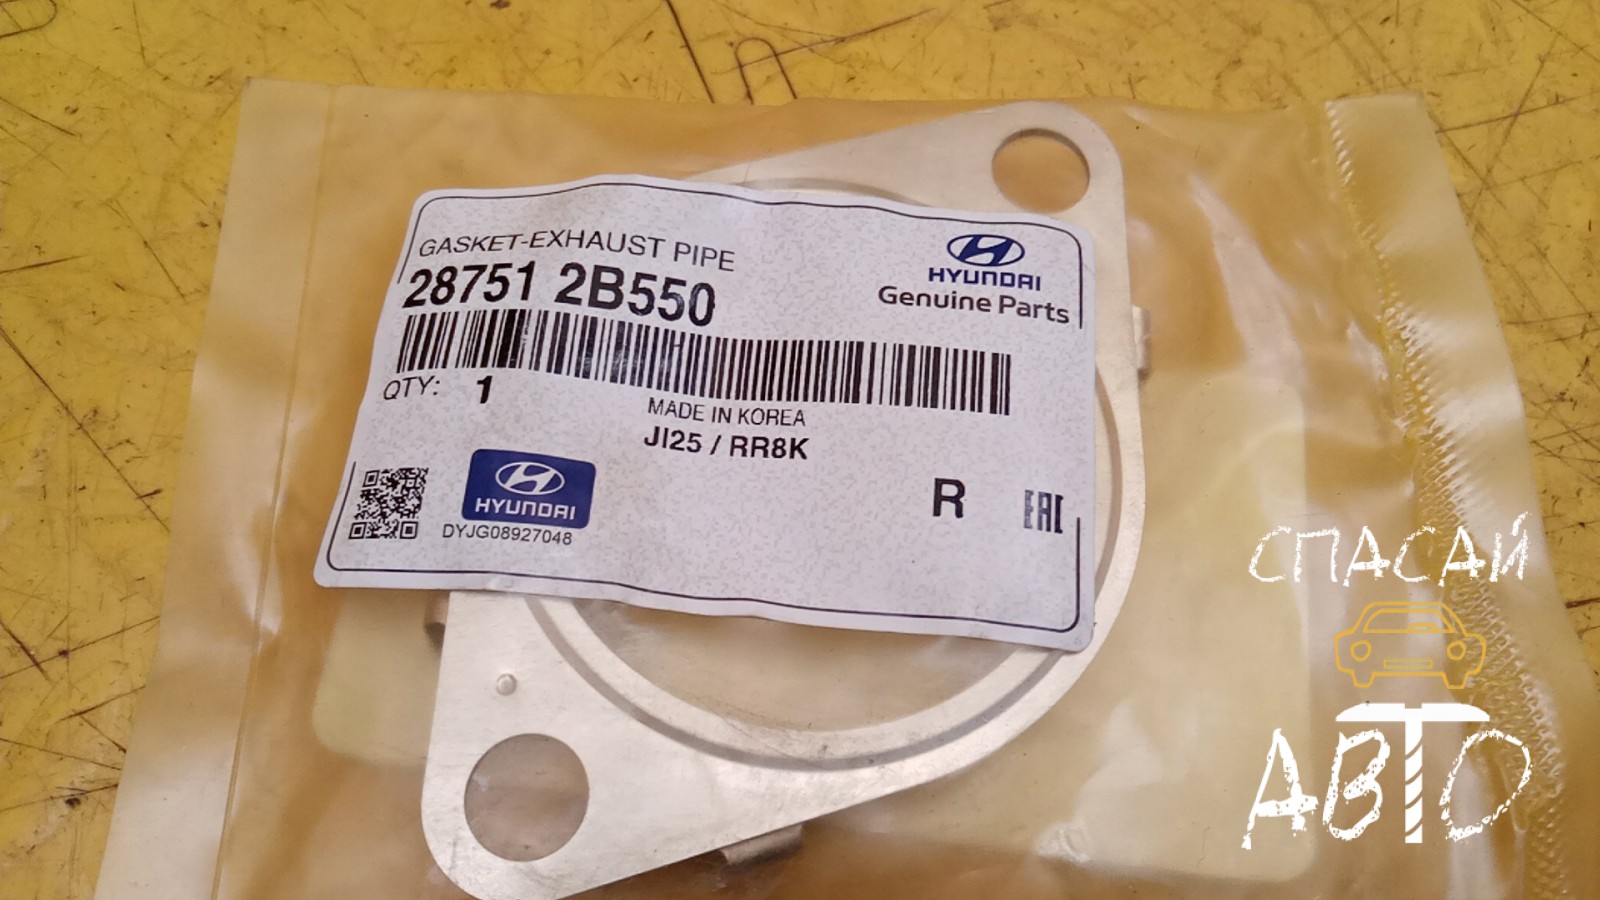 GASKET-EXHAUST PIPE
28751 2B550
HYUNDAI
Genuine Parts
QTY: 1
MADE IN KOREA
JI25 / RR8K
HYUNDAI
DYJG08927048
R
EAC
СПАСАЙ
АВТО